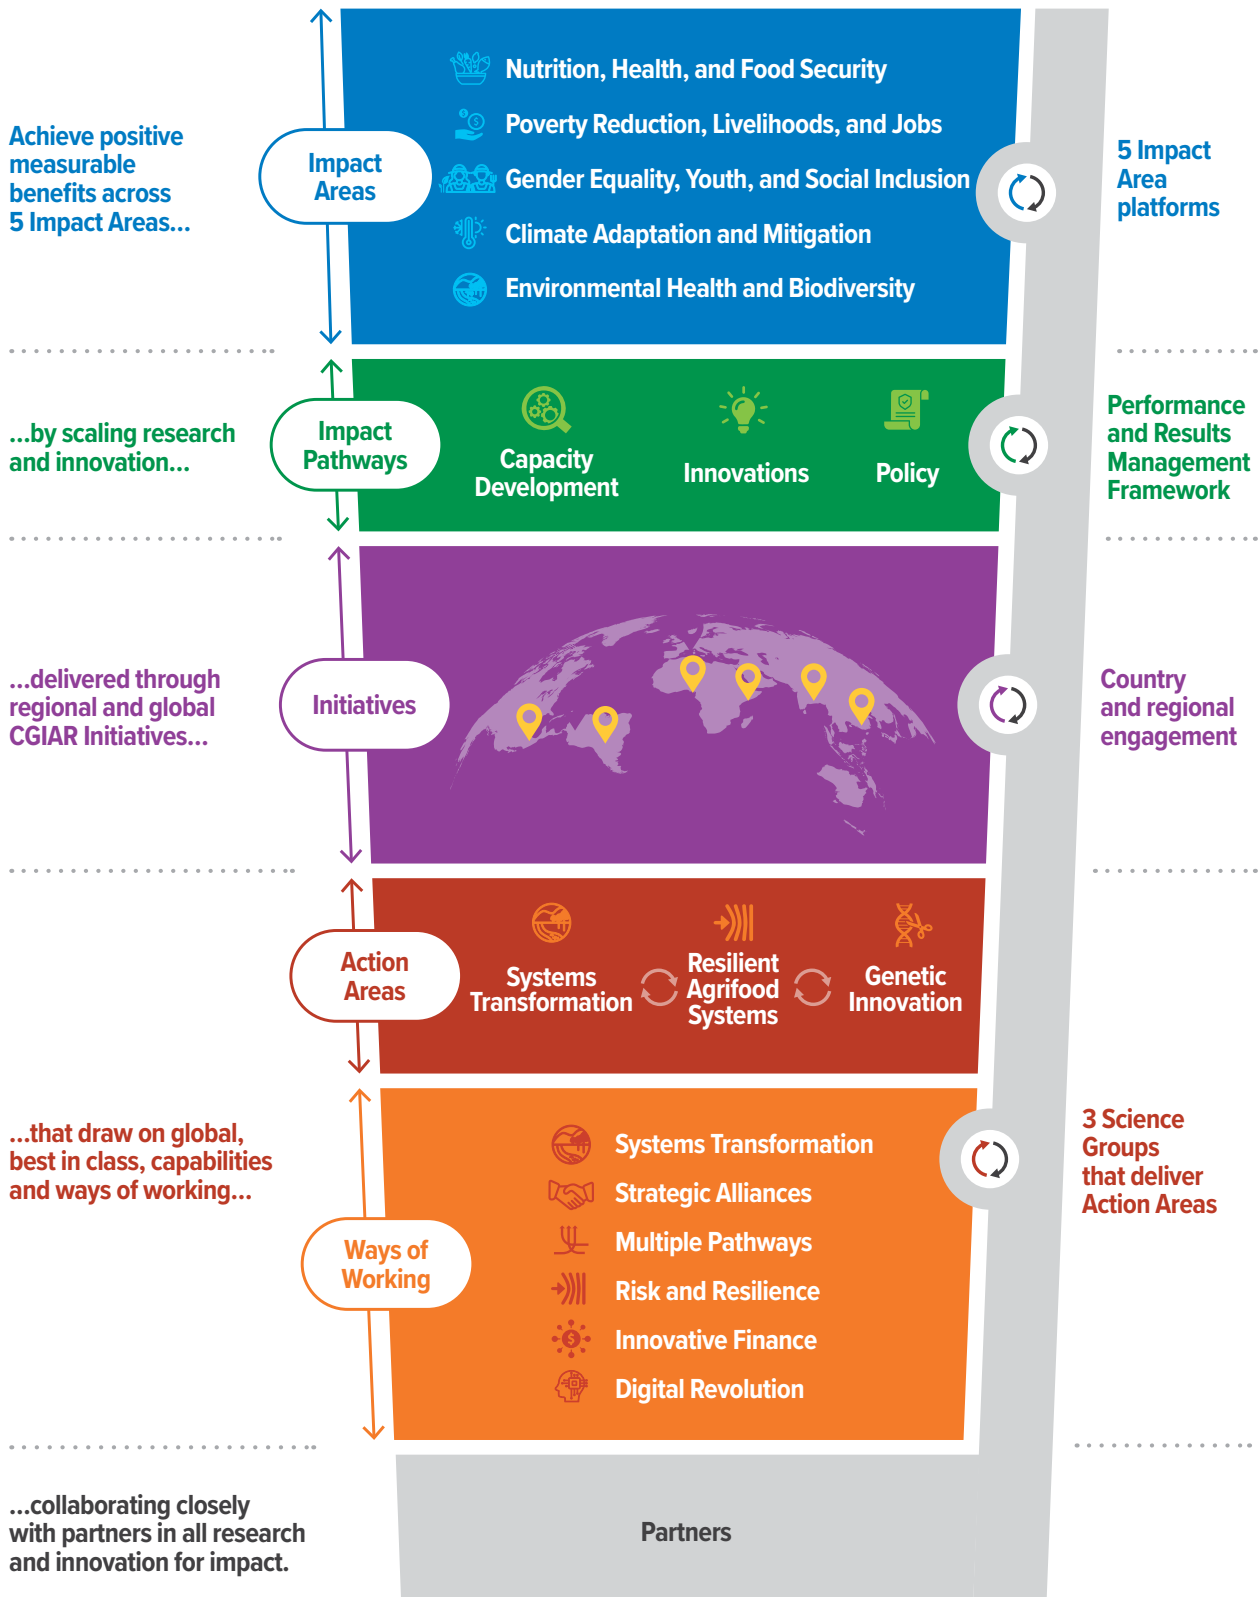 Achieve positive
measurable
benefits across
5 Impact Areas...
Impact
Areas
Nutrition, Health, and Food Security
Poverty Reduction, Livelihoods, and Jobs
Gender Equality, Youth, and Social Inclusion
Climate Adaptation and Mitigation
Environmental Health and Biodiversity
5 Impact
Area
platforms
...by scaling research
and innovation...
Impact
Pathways
Capacity
Development
Innovations
Policy
Performance
and Results
Management
Framework
...delivered through
regional and global
CGIAR Initiatives...
Initiatives
Country
and regional
engagement
Action
Areas
Systems
Transformation
Resilient
Agrifood
Systems
Genetic
Innovation
...that draw on global,
best in class, capabilities
and ways of working...
Ways of
Working
Systems Transformation
Strategic Alliances
Multiple Pathways
Risk and Resilience
Innovative Finance
Digital Revolution
3 Science
Groups
that deliver
Action Areas
...collaborating closely
with partners in all research
and innovation for impact.
Partners